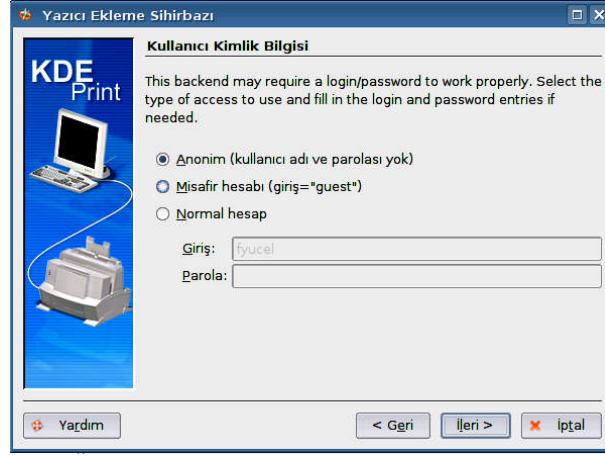 Yazıcı Ekleme Sihirbazı
Kullanıcı Kimlik Bilgisi
KDE
Print
This backend may require a login/password to work properly. Select the
type of access to use and fill in the login and password entries if
needed.
Anonim (kullanıcı adı ve parolası yok)
Misafir hesabı (giriş="guest")
Normal hesap
Giriş: fyucel
Parola:
Yardım < Geri İleri > İptal